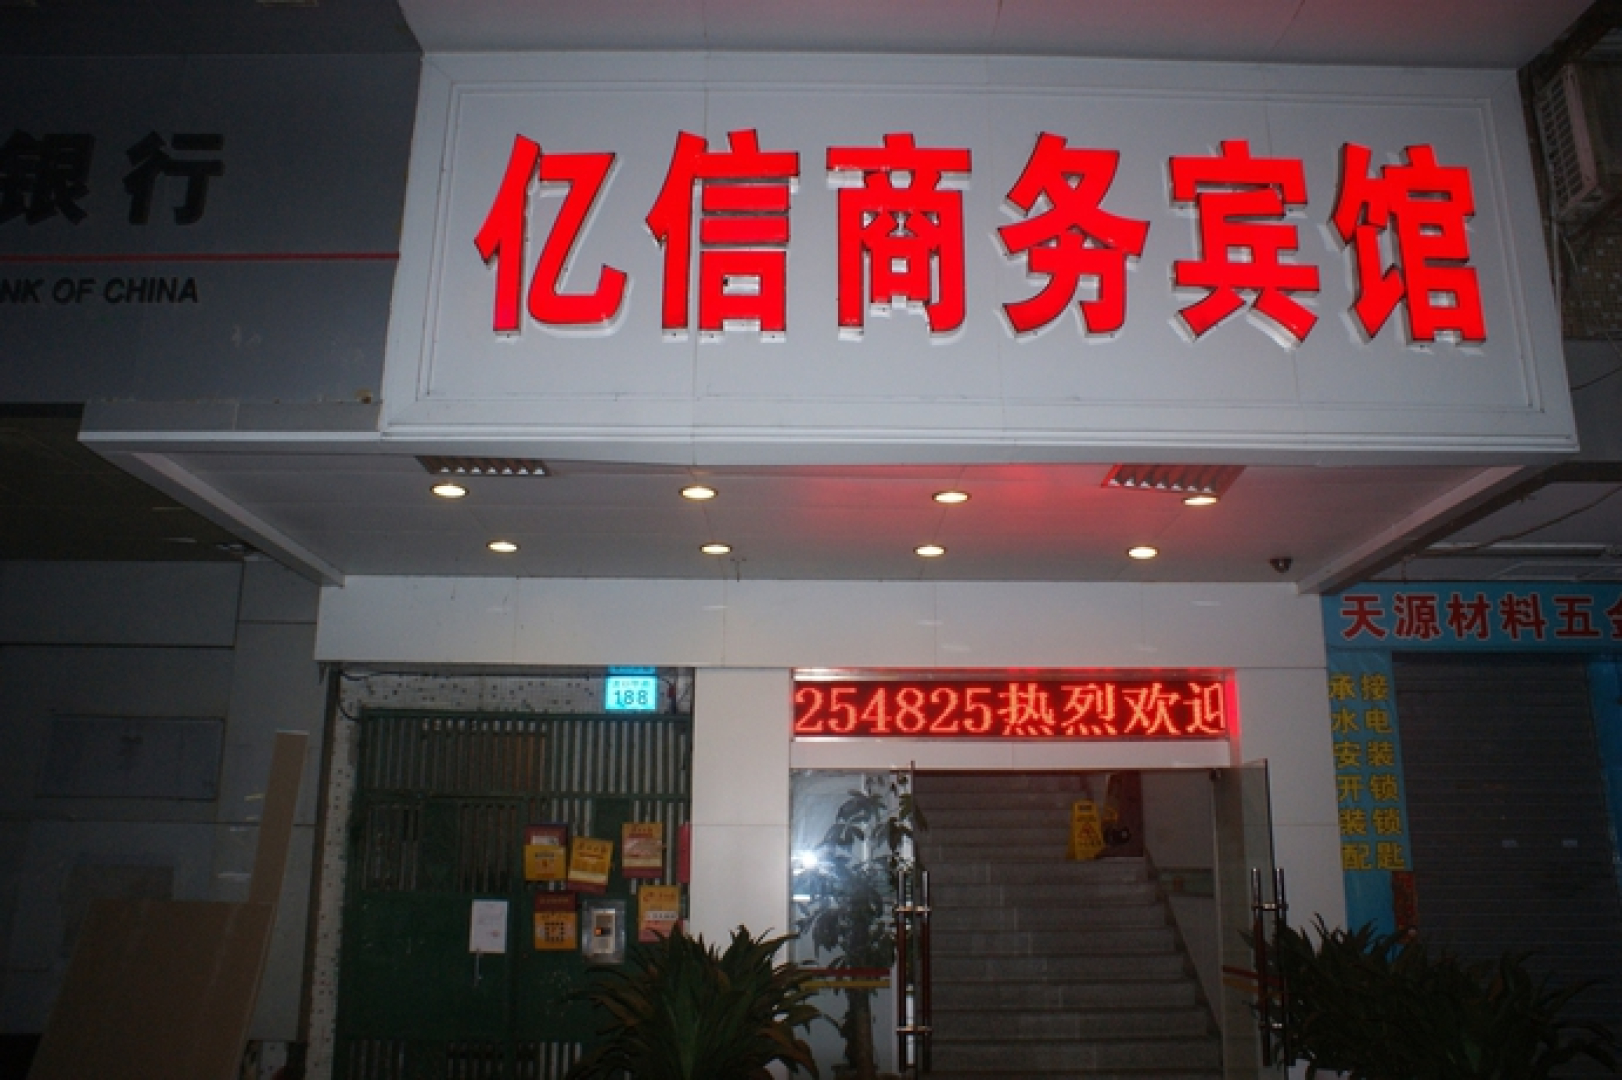 银行
NK OF CHINA
亿信商务宾馆
188
254825热烈欢迎
天源材料五金
承接
水电
安装
开锁
装锁
配匙